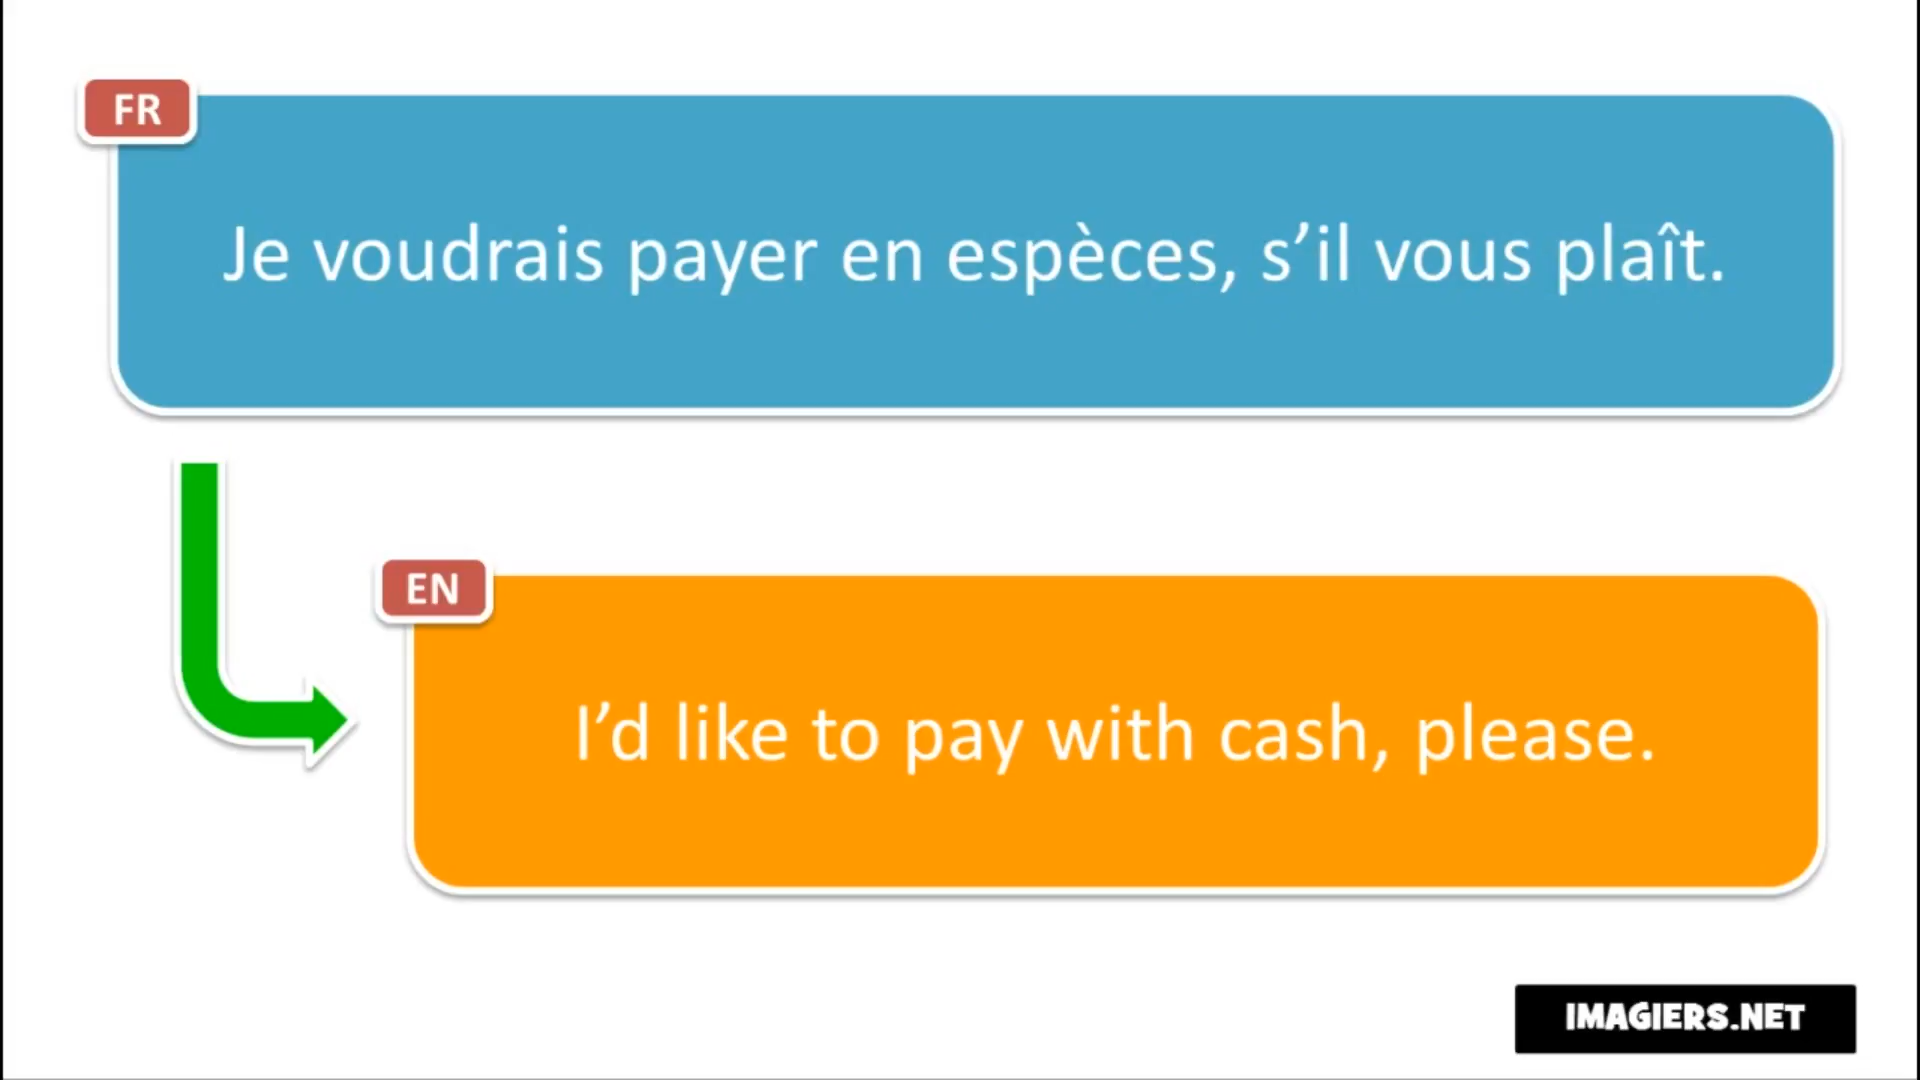 FR
Je voudrais payer en espèces, s’il vous plaît.
EN
I’d like to pay with cash, please.
IMAGIERS.NET